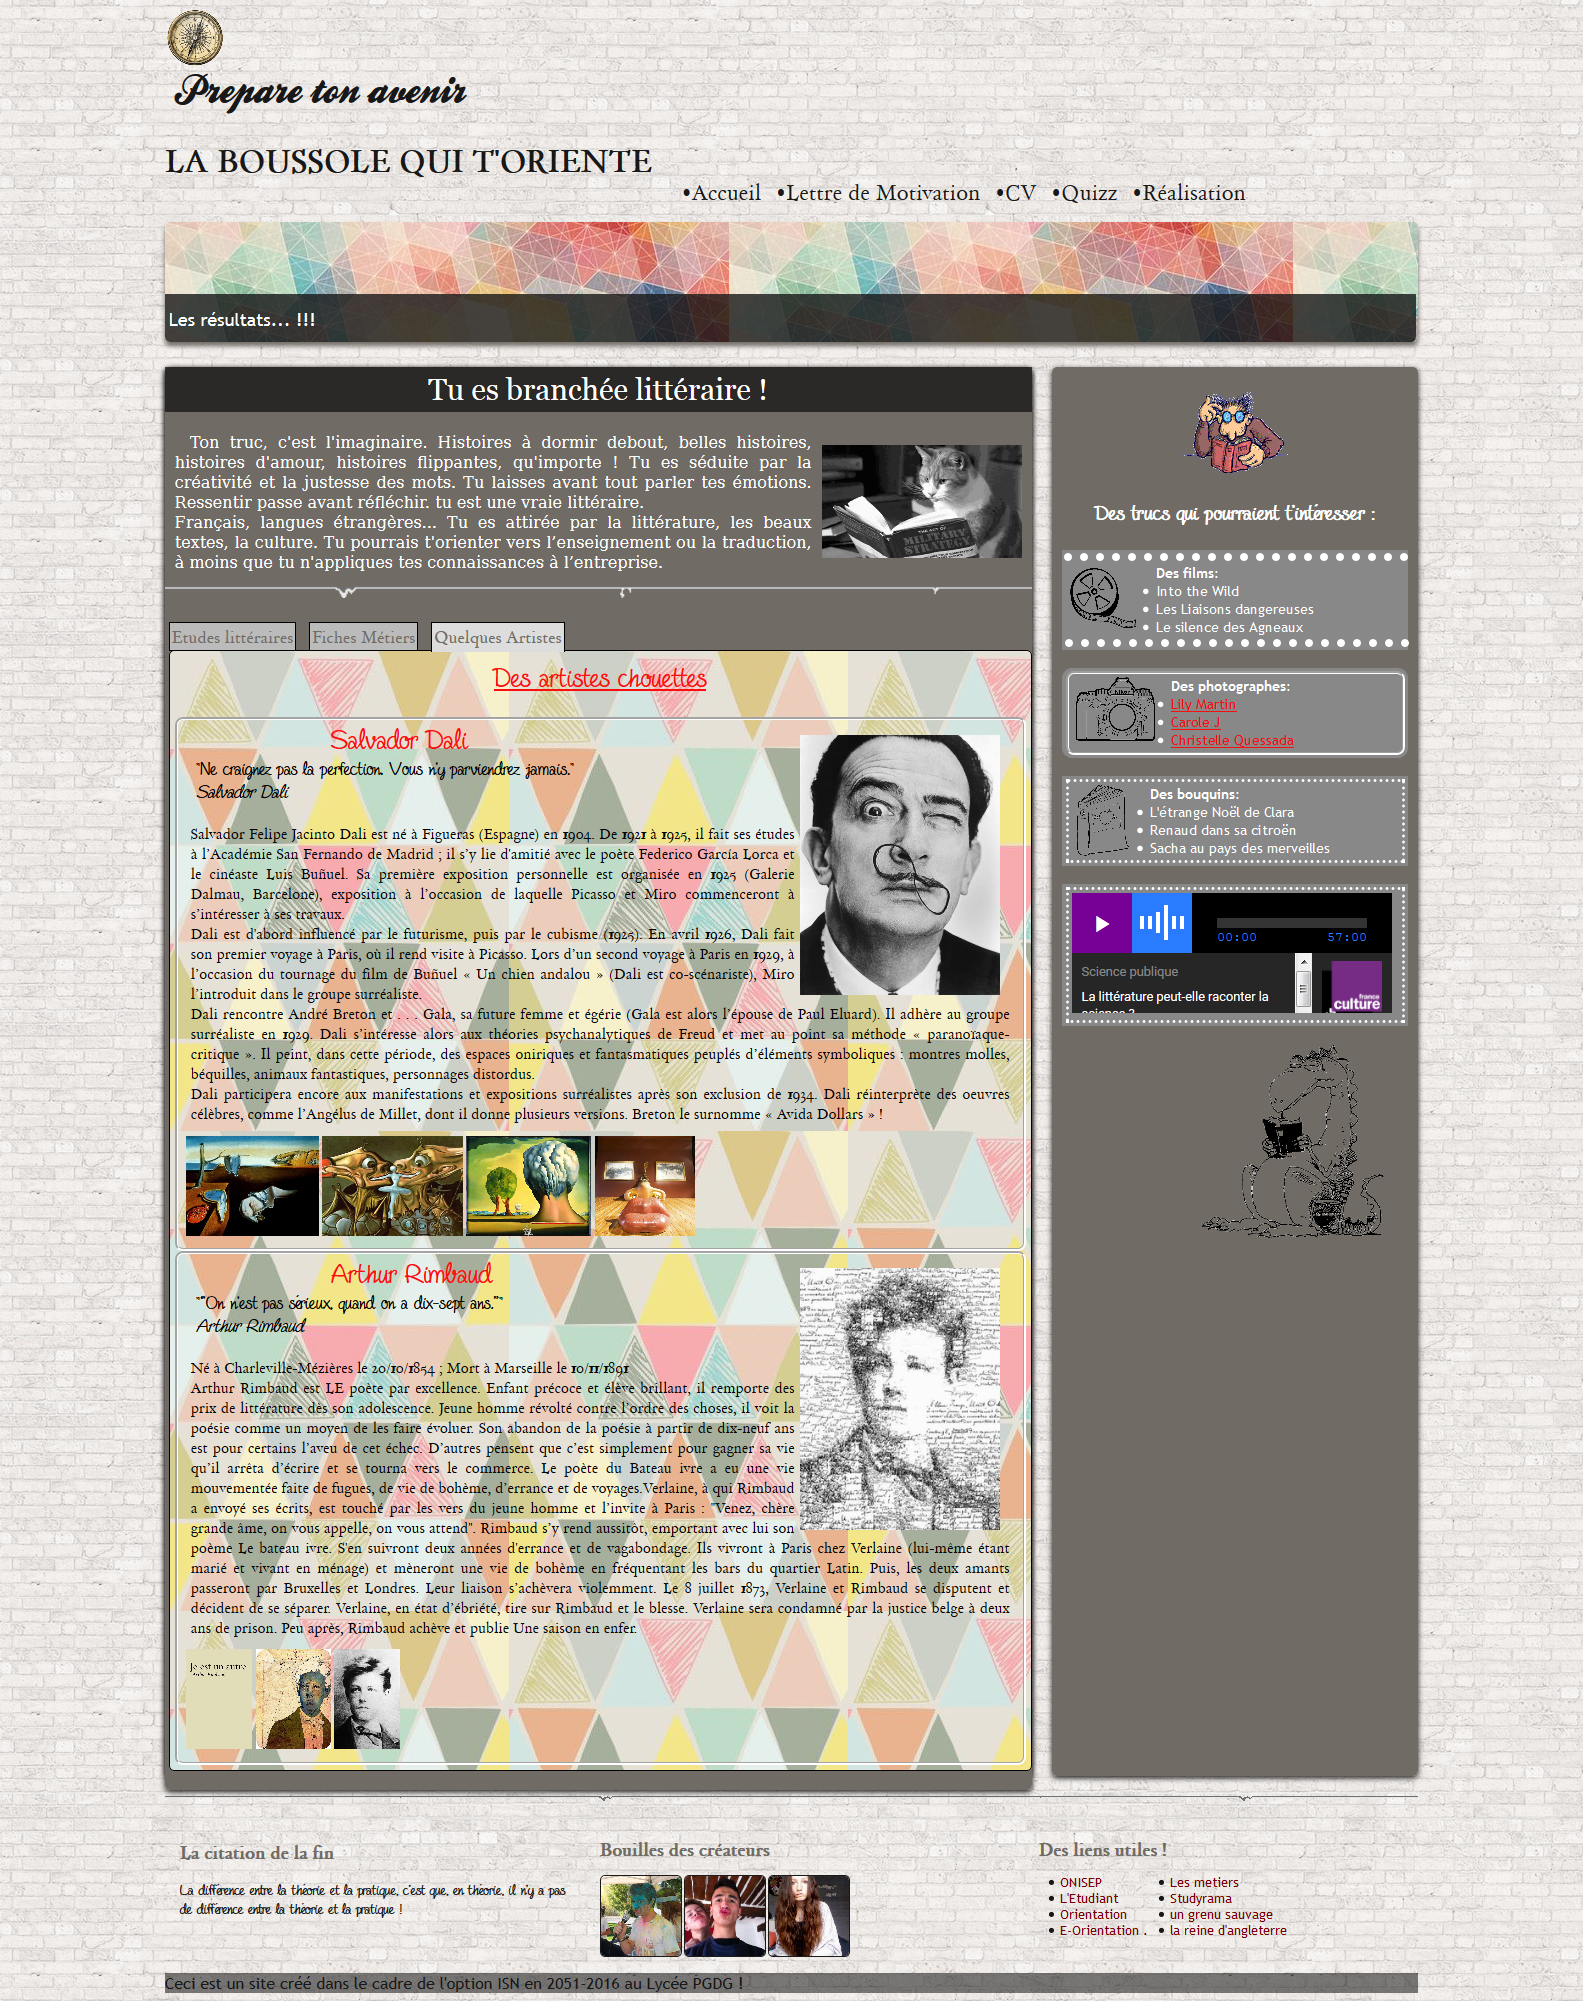 Prepare ton avenir
LA BOUSSOLE QUI T'ORIENTE
•Accueil •Lettre de Motivation •CV •Quizz •Réalisation
Les résultats... !!!
Tu es branchée littéraire !
Ton truc, c'est l'imaginaire. Histoires à dormir debout, belles histoires,
histoires d'amour, histoires flippantes, qu'importe ! Tu es séduite par la
créativité et la justesse des mots. Tu laisses avant tout parler tes émotions.
Ressentir passe avant réfléchir. tu est une vraie littéraire.
Français, langues étrangères... Tu es attirée par la littérature, les beaux
textes, la culture. Tu pourrais t'orienter vers l’enseignement ou la traduction,
à moins que tu n'appliques tes connaissances à l’entreprise.
MILITARY
STRATEGY
Etudes littéraires
Fiches Métiers
Quelques Artistes
Des artistes chouettes
Salvador Dali
"Ne craignez pas la perfection. Vous n'y parviendrez jamais."
Salvador Dali
Salvador Felipe Jacinto Dali est né à Figueras (Espagne) en 1904. De 1921 à 1925, il fait ses études
à l’Académie San Fernando de Madrid ; il s’y lie d'amitié avec le poète Federico García Lorca et
le cinéaste Luis Buñuel. Sa première exposition personnelle est organisée en 1925 (Galerie
Dalmau, Barcelone), exposition à l’occasion de laquelle Picasso et Miro commenceront à
s’intéresser à ses travaux.
Dali est d'abord influencé par le futurisme, puis par le cubisme (1925). En avril 1926, Dali fait
son premier voyage à Paris, où il rend visite à Picasso. Lors d’un second voyage à Paris en 1929, à
l’occasion du tournage du film de Buñuel « Un chien andalou » (Dali est co-scénariste), Miro
l’introduit dans le groupe surréaliste.
Dali rencontre André Breton et . . . Gala, sa future femme et égérie (Gala est alors l’épouse de Paul Eluard). Il adhère au groupe
surréaliste en 1929. Dali s’intéresse alors aux théories psychanalytiques de Freud et met au point sa méthode « paranoïaque-
critique ». Il peint, dans cette période, des espaces oniriques et fantasmatiques peuplés d’éléments symboliques : montres molles,
béquilles, animaux fantastiques, personnages distordus.
Dali participera encore aux manifestations et expositions surréalistes après son exclusion de 1934. Dali réinterprète des oeuvres
célèbres, comme l’Angélus de Millet, dont il donne plusieurs versions. Breton le surnomme « Avida Dollars » !
Arthur Rimbaud
"“On n'est pas sérieux, quand on a dix-sept ans.”"
Arthur Rimbaud
Né à Charleville-Mézières le 20/10/1854 ; Mort à Marseille le 10/11/1891
Arthur Rimbaud est LE poète par excellence. Enfant précoce et élève brillant, il remporte des
prix de littérature dès son adolescence. Jeune homme révolté contre l’ordre des choses, il voit la
poésie comme un moyen de les faire évoluer. Son abandon de la poésie à partir de dix-neuf ans
est pour certains l’aveu de cet échec. D’autres pensent que c’est simplement pour gagner sa vie
qu’il arrêta d’écrire et se tourna vers le commerce. Le poète du Bateau ivre a eu une vie
mouvementée faite de fugues, de vie de bohème, d’errance et de voyages.Verlaine, à qui Rimbaud
a envoyé ses écrits, est touché par les vers du jeune homme et l’invite à Paris : "Venez, chère
grande âme, on vous appelle, on vous attend". Rimbaud s’y rend aussitôt, emportant avec lui son
poème Le bateau ivre. S'en suivront deux années d'errance et de vagabondage. Ils vivront à Paris chez Verlaine (lui-même étant
marié et vivant en ménage) et mèneront une vie de bohème en fréquentant les bars du quartier Latin. Puis, les deux amants
passeront par Bruxelles et Londres. Leur liaison s’achèvera violemment. Le 8 juillet 1873, Verlaine et Rimbaud se disputent et
décident de se séparer. Verlaine, en état d’ébriété, tire sur Rimbaud et le blesse. Verlaine sera condamné par la justice belge à deux
ans de prison. Peu après, Rimbaud achève et publie Une saison en enfer.
Je est un autre
Des trucs qui pourraient t'intéresser :
Des films:
• Into the Wild
• Les Liaisons dangereuses
• Le silence des Agneaux
Des photographes:
• Lily Martin
• Carole J
• Christelle Quessada
Des bouquins:
• L'étrange Noël de Clara
• Renaud dans sa citroën
• Sacha au pays des merveilles
00:00 57:00
Science publique
La littérature peut-elle raconter la
science ?
france
culture
La citation de la fin
La différence entre la théorie et la pratique, c'est que, en théorie, il n'y a pas
de différence entre la théorie et la pratique !
Bouilles des créateurs
Des liens utiles !
• ONISEP
• L'Etudiant
• Orientation
• E-Orientation .
• Les metiers
• Studyrama
• un grenu sauvage
• la reine d'angleterre
Ceci est un site créé dans le cadre de l'option ISN en 2051-2016 au Lycée PGDG !